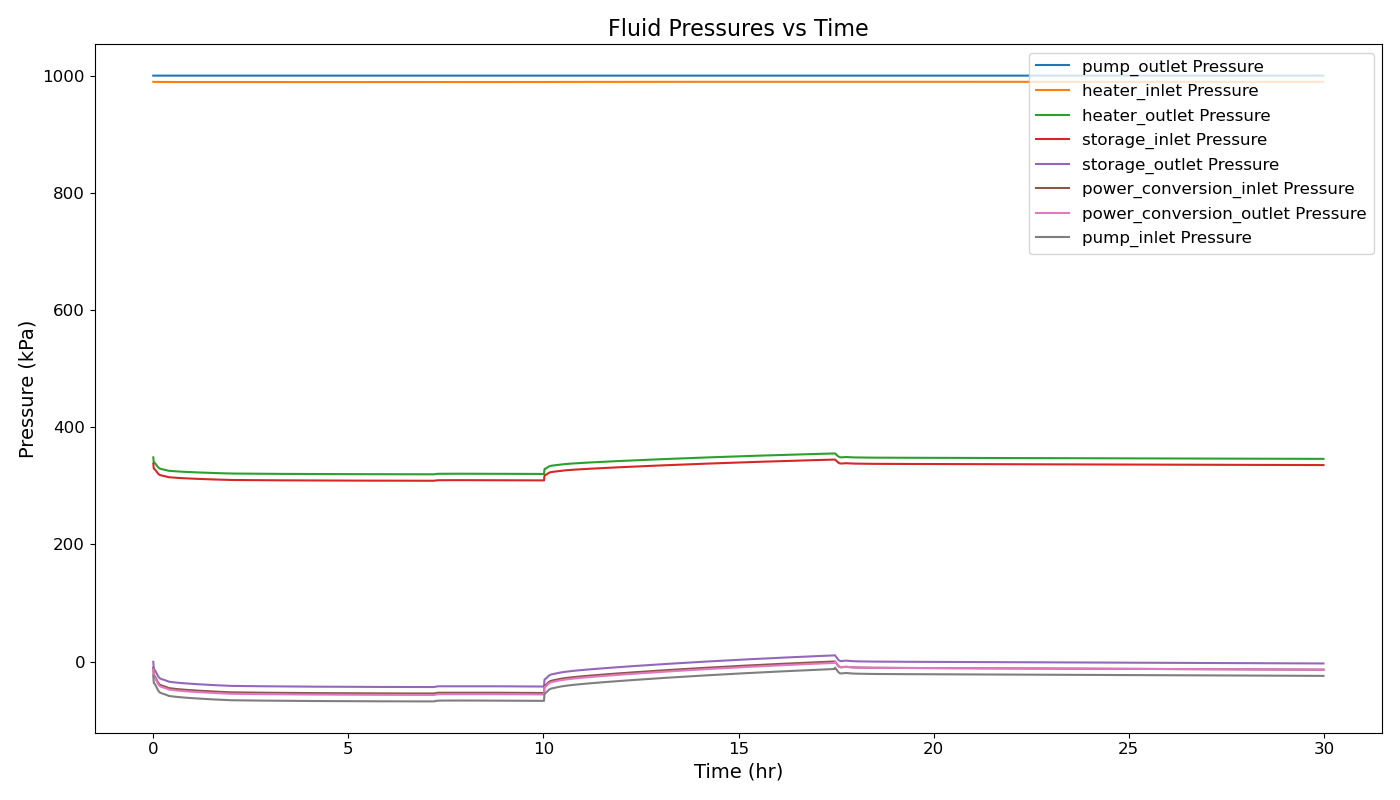 Fluid Pressures vs Time
1000
800
600
400
200
0
Pressure (kPa)
pump_outlet Pressure
heater_inlet Pressure
heater_outlet Pressure
storage_inlet Pressure
storage_outlet Pressure
power_conversion_inlet Pressure
power_conversion_outlet Pressure
pump_inlet Pressure
0 5 10 15 20 25 30
Time (hr)